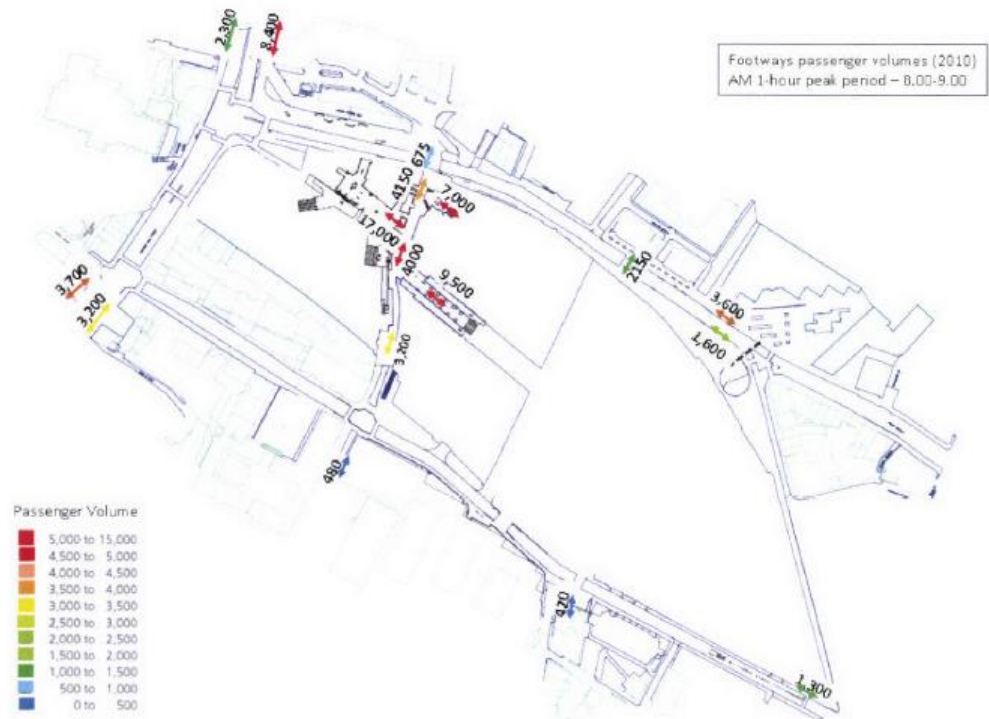 2,300
8,400
Footways passenger volumes (2010)
AM 1-hour peak period – 8.00-9.00
675
4150
7,000
17,000
4000
9,500
2150
3,600
1,600
3,700
3,200
3,200
480
420
1,300
Passenger Volume
5,000 to 15,000
4,500 to 5,000
4,000 to 4,500
3,500 to 4,000
3,000 to 3,500
2,500 to 3,000
2,000 to 2,500
1,500 to 2,000
1,000 to 1,500
500 to 1,000
0 to 500